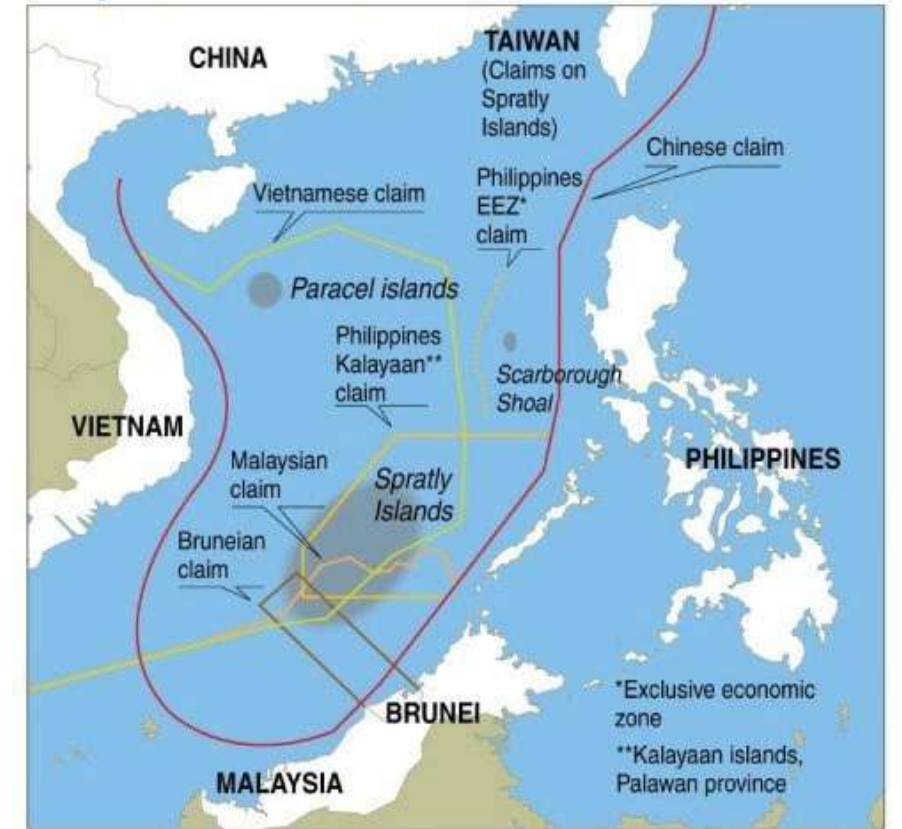 CHINA
TAIWAN
(Claims on
Spratly
Islands)
Chinese claim
Vietnamese claim
Philippines
EEZ*
claim
Paracel islands
Philippines
Kalayaan**
claim
Scarborough
Shoal
VIETNAM
PHILIPPINES
Malaysian
claim
Spratly
Islands
Bruneian
claim
*Exclusive economic
zone
BRUNEI
**Kalayaan islands,
Palawan province
MALAYSIA